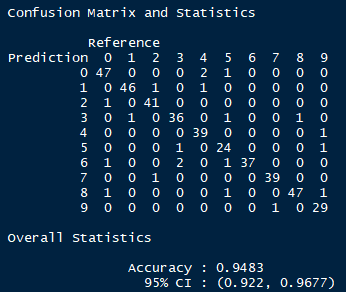 Confusion Matrix and Statistics
Reference
Prediction 0 1 2 3 4 5 6 7 8 9
0 47 0 0 0 2 1 0 0 0 0
1 0 46 1 0 1 0 0 0 0 0
2 1 0 41 0 0 0 0 0 0 0
3 0 1 0 36 0 1 0 0 1 0
4 0 0 0 0 39 0 0 0 0 1
5 0 0 0 1 0 24 0 0 0 1
6 1 0 0 2 0 1 37 0 0 0
7 0 0 1 0 0 0 0 39 0 0
8 1 0 0 0 0 1 0 0 47 1
9 0 0 0 0 0 0 0 1 0 29
Overall Statistics
Accuracy : 0.9483
95% CI : (0.922, 0.9677)